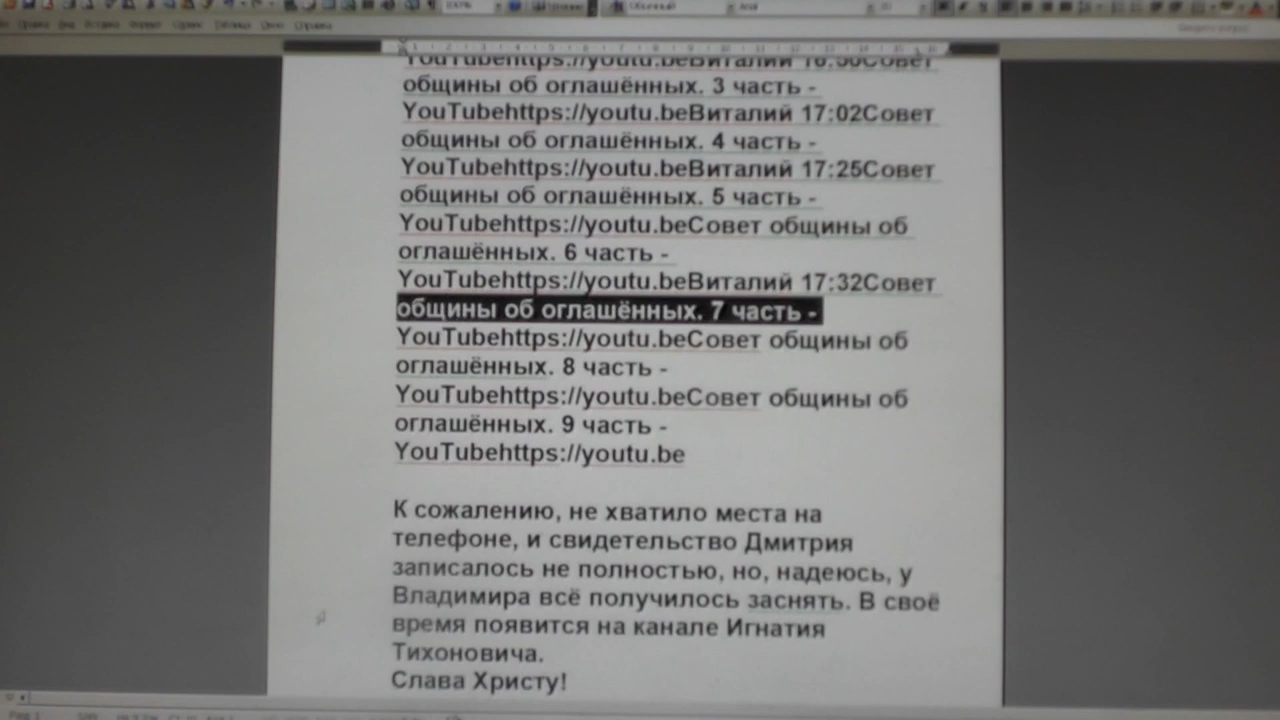 общины об оглашённых. 3 часть -
YouTubehttps://youtu.beВиталий 17:02Совет
общины об оглашённых. 4 часть -
YouTubehttps://youtu.beВиталий 17:25Совет
общины об оглашённых. 5 часть -
YouTubehttps://youtu.beСовет общины об
оглашённых. 6 часть -
YouTubehttps://youtu.beВиталий 17:32Совет
общины об оглашённых. 7 часть -
YouTubehttps://youtu.beСовет общины об
оглашённых. 8 часть -
YouTubehttps://youtu.beСовет общины об
оглашённых. 9 часть -
YouTubehttps://youtu.be
К сожалению, не хватило места на
телефоне, и свидетельство Дмитрия
записалось не полностью, но, надеюсь, у
Владимира всё получилось заснять. В своё
время появится на канале Игнатия
Тихоновича.
Слава Христу!